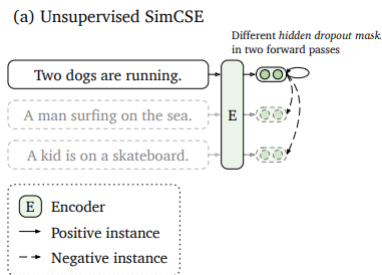 (a) Unsupervised SimCSE
Different hidden dropout mask
in two forward passes
Two dogs are running.
A man surfing on the sea.
E
A kid is on a skateboard.
E Encoder
Positive instance
Negative instance